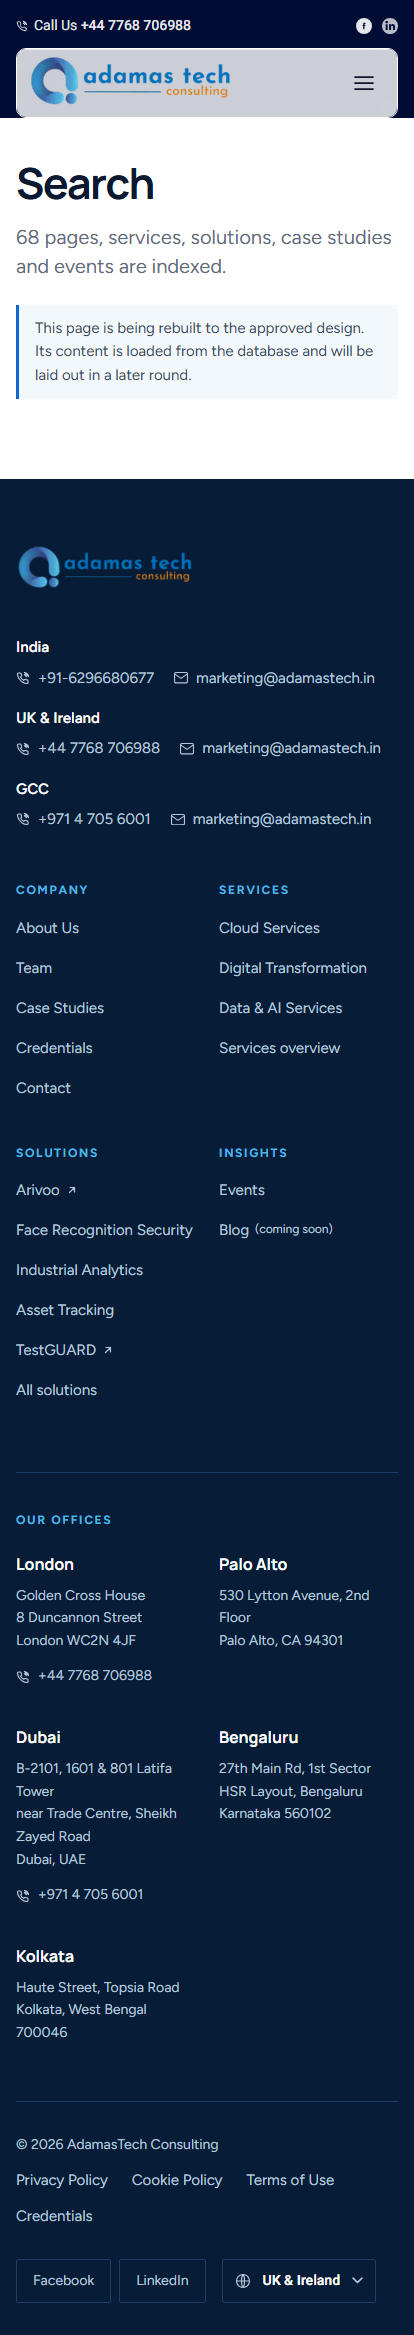 Call Us +44 7768 706988
adamas tech
consulting
Search
68 pages, services, solutions, case studies
and events are indexed.
This page is being rebuilt to the approved design.
Its content is loaded from the database and will be
laid out in a later round.
adamas tech
consulting
India
+91-6296680677 marketing@adamastech.in
UK & Ireland
+44 7768 706988 marketing@adamastech.in
GCC
+971 4 705 6001 marketing@adamastech.in
COMPANY
About Us
Team
Case Studies
Credentials
Contact
SERVICES
Cloud Services
Digital Transformation
Data & AI Services
Services overview
SOLUTIONS
Arivoo
Face Recognition Security
Industrial Analytics
Asset Tracking
TestGUARD
All solutions
INSIGHTS
Events
Blog (coming soon)
OUR OFFICES
London
Golden Cross House
8 Duncannon Street
London WC2N 4JF
+44 7768 706988
Palo Alto
530 Lytton Avenue, 2nd
Floor
Palo Alto, CA 94301
Dubai
B-2101, 1601 & 801 Latifa
Tower
near Trade Centre, Sheikh
Zayed Road
Dubai, UAE
+971 4 705 6001
Bengaluru
27th Main Rd, 1st Sector
HSR Layout, Bengaluru
Karnataka 560102
Kolkata
Haute Street, Topsia Road
Kolkata, West Bengal
700046
© 2026 AdamasTech Consulting
Privacy Policy Cookie Policy Terms of Use
Credentials
Facebook LinkedIn UK & Ireland